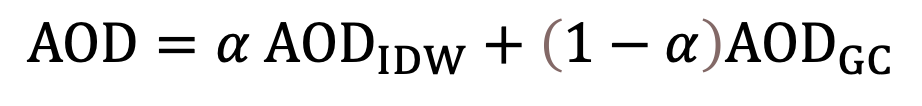 AOD = α AOD_IDW + (1 − α)AOD_GC